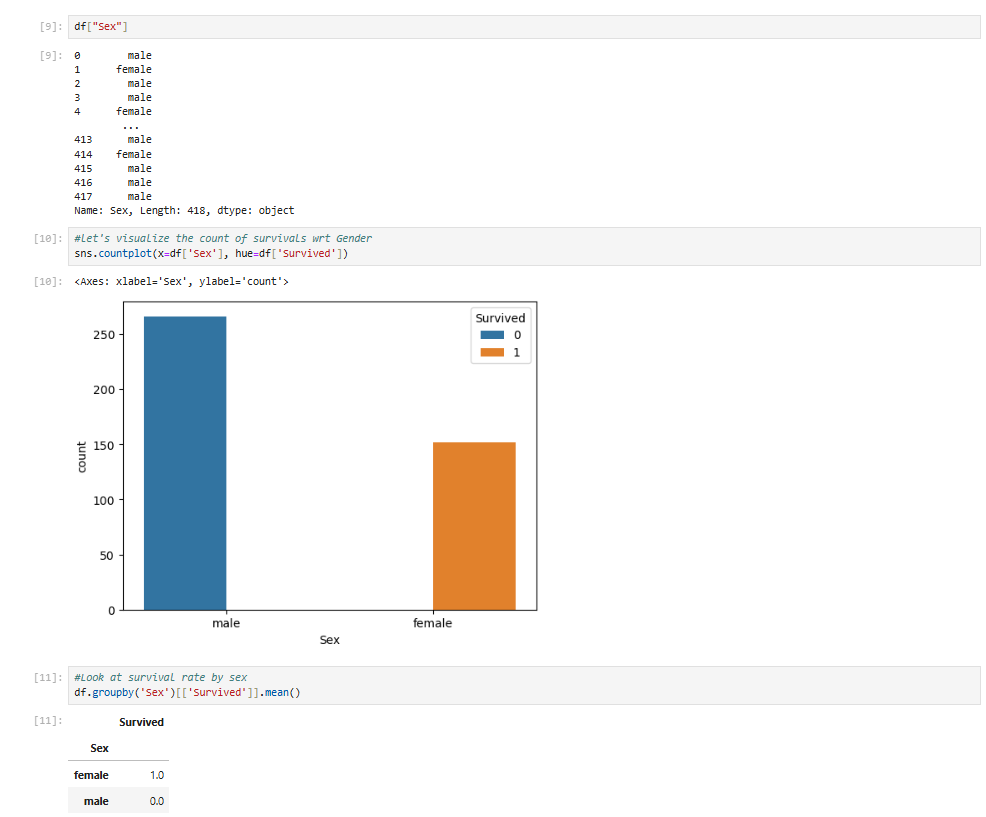 [9]: df["Sex"]
[9]: 0 male
1 female
2 male
3 male
4 female
...
413 male
414 female
415 male
416 male
417 male
Name: Sex, Length: 418, dtype: object
[10]: #let's visualize the count of survivals wrt Gender
sns.countplot(x=df['Sex'], hue=df['Survived'])
[10]: <Axes: xlabel='Sex', ylabel='count'>
Survived
0
1
250
200
150
100
50
0
count
male female
Sex
[11]: #Look at survival rate by sex
df.groupby('Sex')[['Survived']].mean()
[11]: Survived
Sex
female 1.0
male 0.0